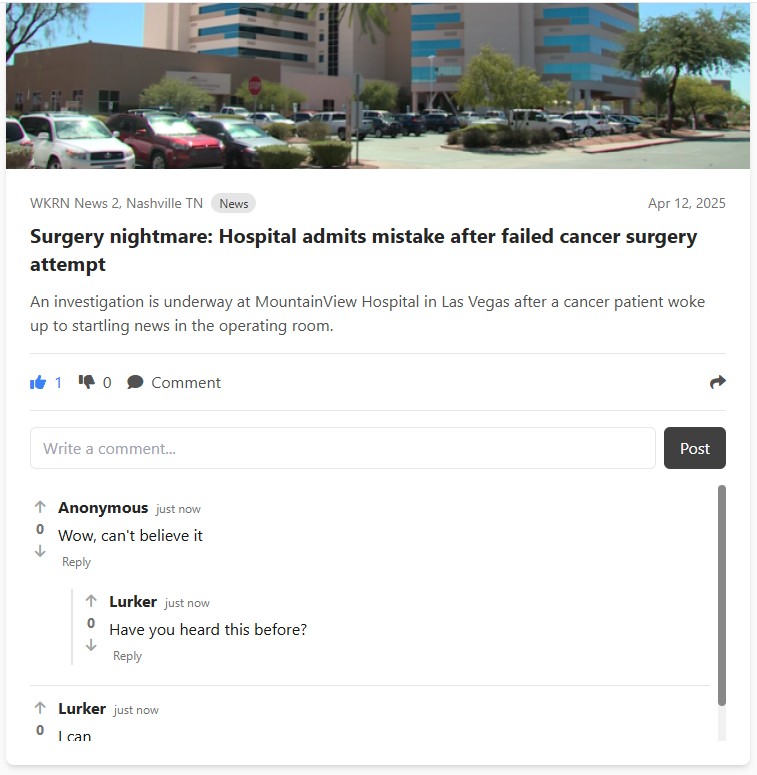 WKRN News 2, Nashville TN News Apr 12, 2025
Surgery nightmare: Hospital admits mistake after failed cancer surgery
attempt
An investigation is underway at MountainView Hospital in Las Vegas after a cancer patient woke
up to startling news in the operating room.
1 0 Comment
Write a comment... Post
Anonymous just now
0
Wow, can't believe it
Reply
Lurker just now
0
Have you heard this before?
Reply
Lurker just now
0
I can